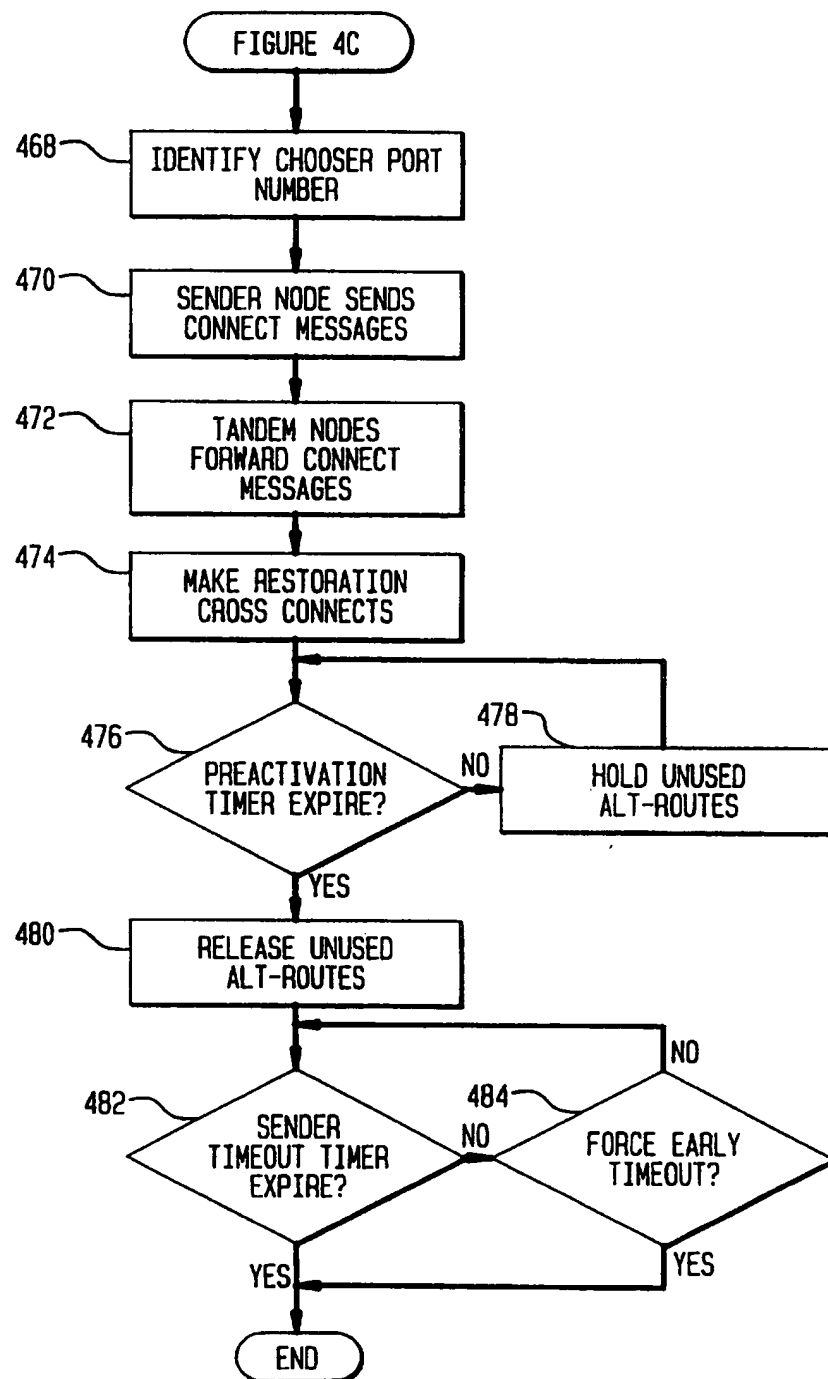 FIGURE 4C
468
IDENTIFY CHOOSER PORT
NUMBER
470
SENDER NODE SENDS
CONNECT MESSAGES
472
TANDEM NODES
FORWARD CONNECT
MESSAGES
474
MAKE RESTORATION
CROSS CONNECTS
476
PREACTIVATION
TIMER EXPIRE?
NO
478
HOLD UNUSED
ALT-ROUTES
YES
480
RELEASE UNUSED
ALT-ROUTES
482
SENDER
TIMEOUT TIMER
EXPIRE?
NO
484
FORCE EARLY
TIMEOUT?
NO
YES
YES
END